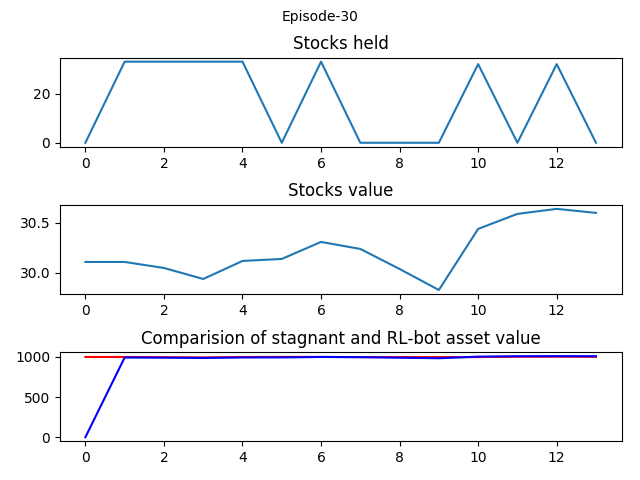 Episode-30
Stocks held
20
0
0 2 4 6 8 10 12
Stocks value
30.5
30.0
0 2 4 6 8 10 12
Comparision of stagnant and RL-bot asset value
1000
500
0
0 2 4 6 8 10 12